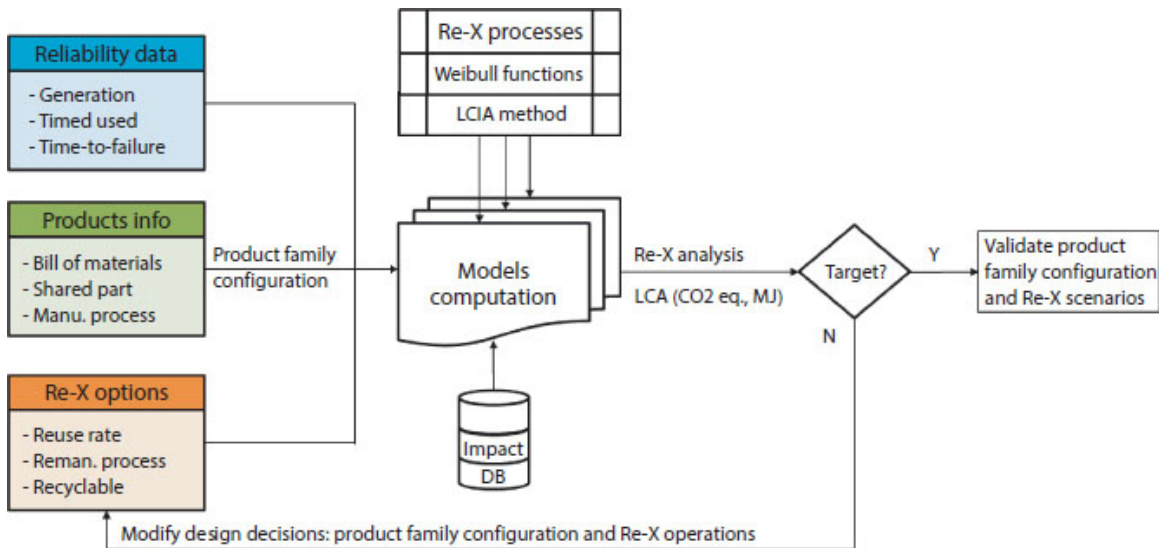 Reliability data
- Generation
- Timed used
- Time-to-failure
Products info
- Bill of materials
- Shared part
- Manu. process
Re-X options
- Reuse rate
- Reman. process
- Recyclable
Product family
configuration
Re-X processes
Weibull functions
LCIA method
Models
computation
Impact
DB
Re-X analysis
LCA (CO2 eq., MJ)
Target?
Y
N
Validate product
family configuration
and Re-X scenarios
Modify design decisions: product family configuration and Re-X operations